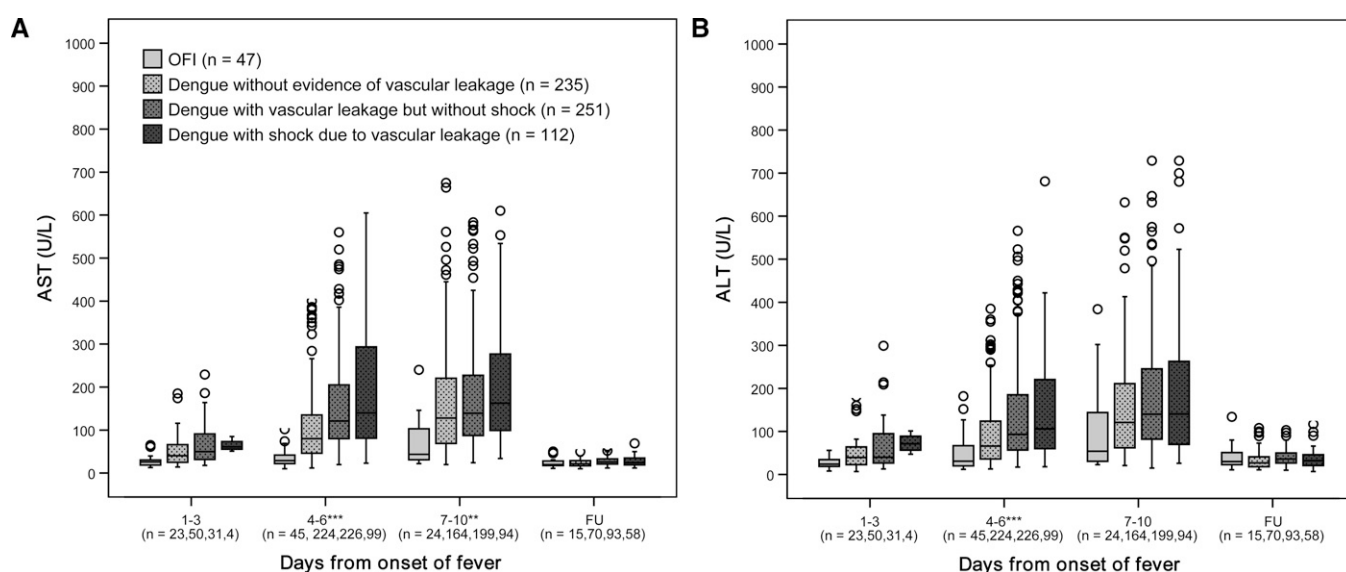 A
AST (U/L)
1000
900
800
700
600
500
400
300
200
100
0
OFI (n = 47)
Dengue without evidence of vascular leakage (n = 235)
Dengue with vascular leakage but without shock (n = 251)
Dengue with shock due to vascular leakage (n = 112)
1-3 4-6*** 7-10** FU
(n = 23,50,31,4) (n = 45, 224,226,99) (n = 24,164,199,94) (n = 15,70,93,58)
Days from onset of fever
B
ALT (U/L)
1000
900
800
700
600
500
400
300
200
100
0
1-3 4-6*** 7-10 FU
(n = 23,50,31,4) (n = 45,224,226,99) (n = 24,164,199,94) (n = 15,70,93,58)
Days from onset of fever